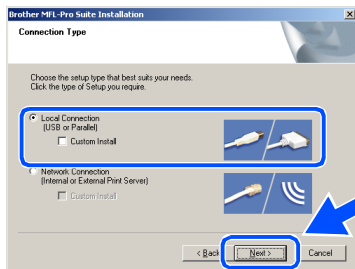 Brother MFL-Pro Suite Installation
Connection Type
Choose the setup type that best suits your needs.
Click the type of Setup you require.
Local Connection
(USB or Parallel)
Custom Install
Network Connection
(Internal or External Print Server)
Custom Install
< Back
Next >
Cancel